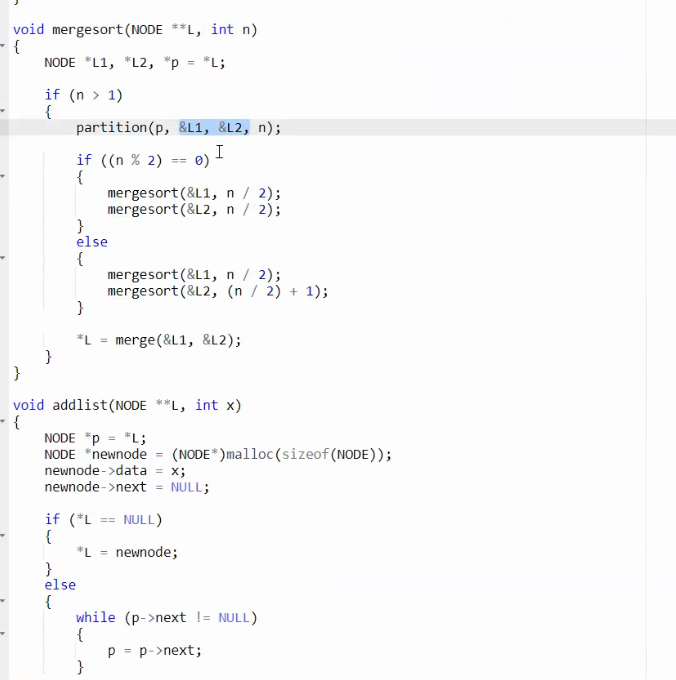 }
void mergesort(NODE **L, int n)
{
    NODE *L1, *L2, *p = *L;
    if (n > 1)
    {
        partition(p, &L1, &L2, n);
        if ((n % 2) == 0)
        {
            mergesort(&L1, n / 2);
            mergesort(&L2, n / 2);
        }
        else
        {
            mergesort(&L1, n / 2);
            mergesort(&L2, (n / 2) + 1);
        }
        *L = merge(&L1, &L2);
    }
}
void addlist(NODE **L, int x)
{
    NODE *p = *L;
    NODE *newnode = (NODE*)malloc(sizeof(NODE));
    newnode->data = x;
    newnode->next = NULL;
    if (*L == NULL)
    {
        *L = newnode;
    }
    else
    {
        while (p->next != NULL)
        {
            p = p->next;
        }